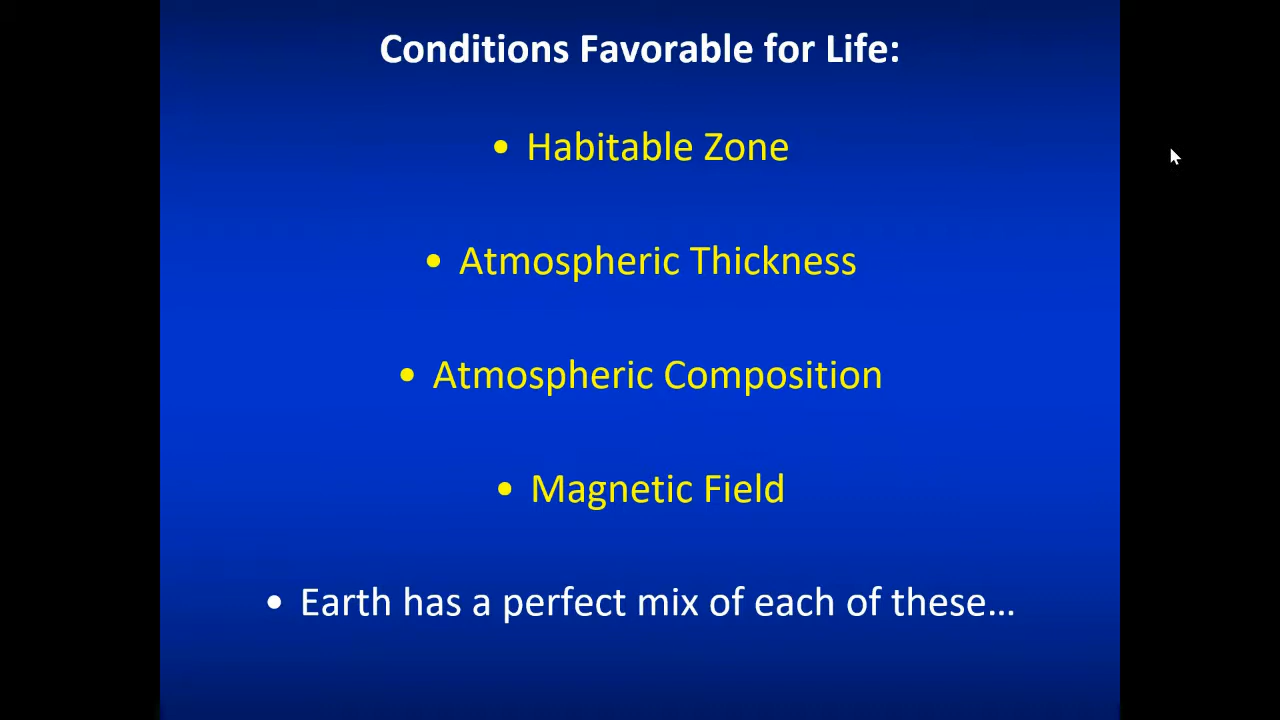 Conditions Favorable for Life:
• Habitable Zone
• Atmospheric Thickness
• Atmospheric Composition
• Magnetic Field
• Earth has a perfect mix of each of these…